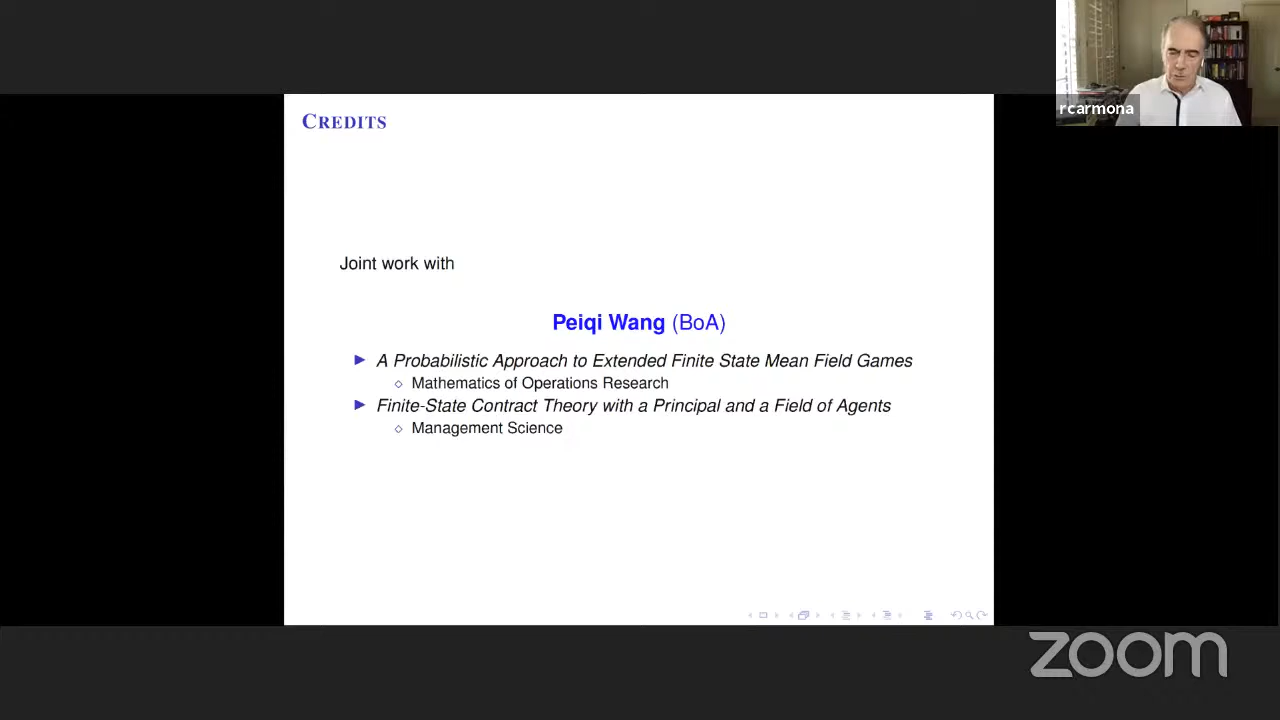 rcarmona
CREDITS
Joint work with
Peiqi Wang (BoA)
A Probabilistic Approach to Extended Finite State Mean Field Games
Mathematics of Operations Research
Finite-State Contract Theory with a Principal and a Field of Agents
Management Science
zoom